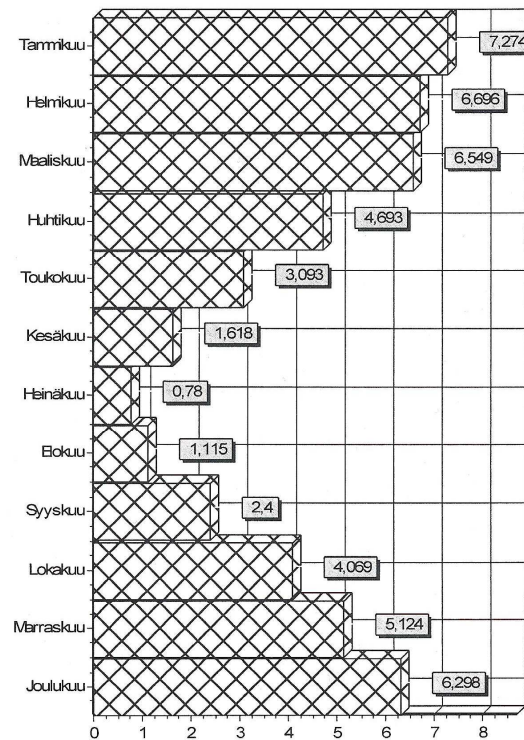 Tammikuu 7,274
Helmikuu 6,696
Maaliskuu 6,549
Huhtikuu 4,693
Toukokuu 3,093
Kesäkuu 1,618
Heinäkuu 0,78
Elokuu 1,115
Syyskuu 2,4
Lokakuu 4,069
Marraskuu 5,124
Joulukuu 6,298
0 1 2 3 4 5 6 7 8